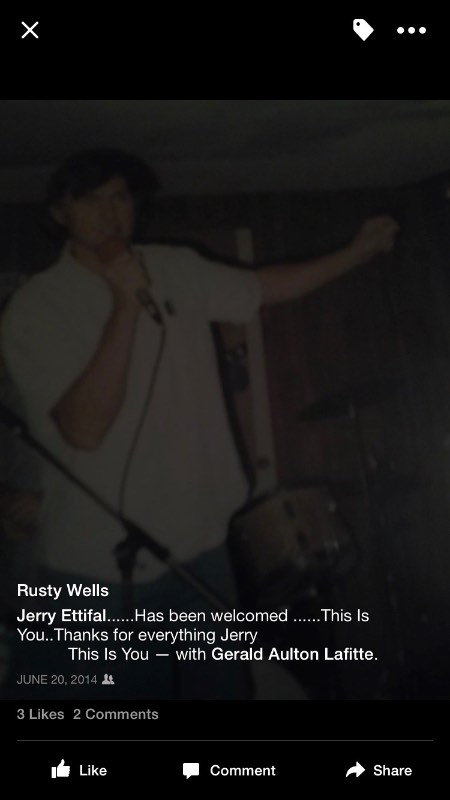 Rusty Wells
Jerry Ettifal......Has been welcomed ......This Is
You..Thanks for everything Jerry
This Is You — with Gerald Aulton Lafitte.
JUNE 20, 2014
3 Likes 2 Comments
Like Comment Share